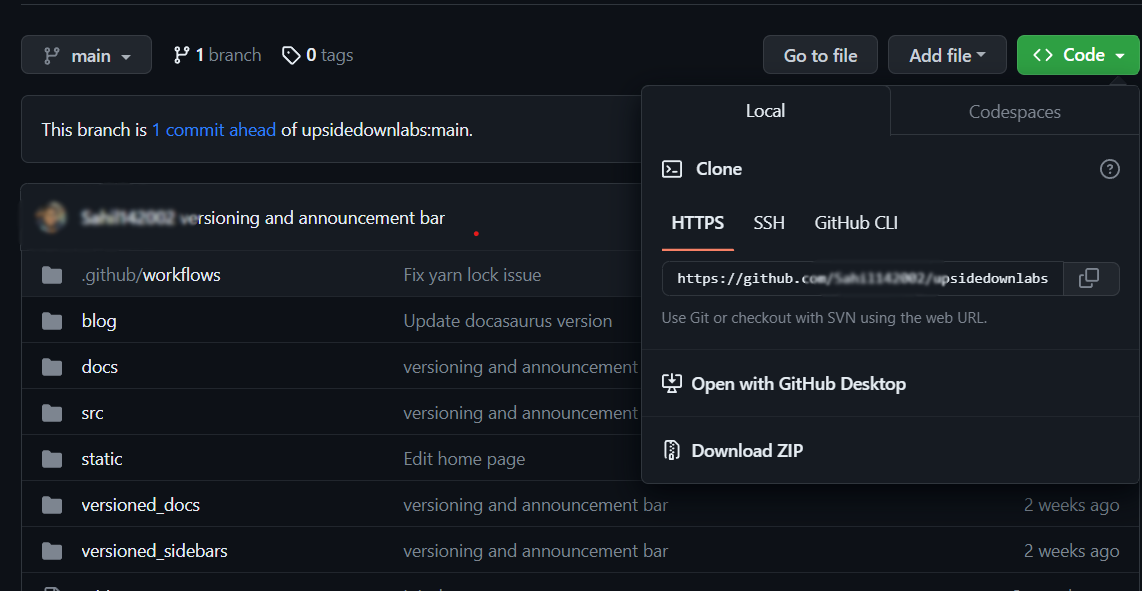 main
1 branch
0 tags
Go to file
Add file
Code
This branch is 1 commit ahead of upsidedownlabs:main.
Local
Codespaces
Clone
HTTPS
SSH
GitHub CLI
https://github.com/ upsidedownlabs
Use Git or checkout with SVN using the web URL.
Open with GitHub Desktop
Download ZIP
versioning and announcement bar
.github/workflows Fix yarn lock issue
blog Update docasaurus version
docs versioning and announcement
src versioning and announcement
static Edit home page
versioned_docs versioning and announcement bar 2 weeks ago
versioned_sidebars versioning and announcement bar 2 weeks ago